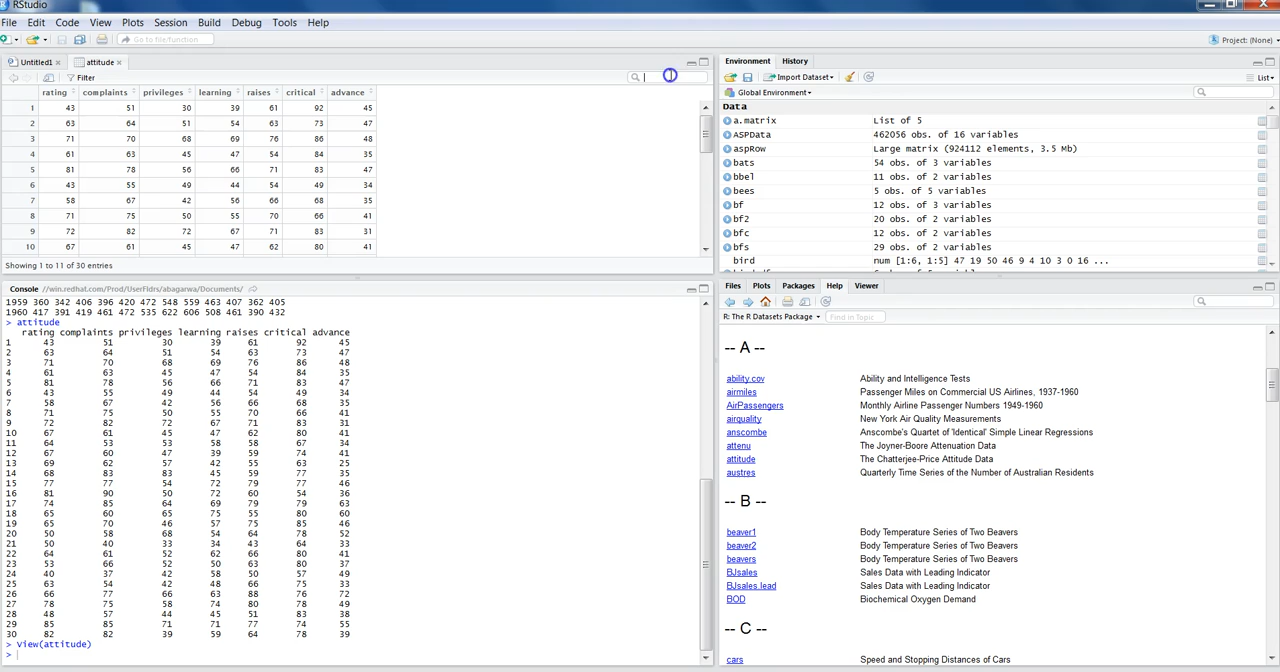 RStudio
File Edit Code View Plots Session Build Debug Tools Help
Go to file/function
Project: (None)
Untitled1 attitude
Filter
rating complaints privileges learning raises critical advance
1 43 51 30 39 61 92 45
2 63 64 51 54 63 73 47
3 71 70 68 69 76 86 48
4 61 63 45 47 54 84 35
5 81 78 56 66 71 83 47
6 43 55 49 44 54 49 34
7 58 67 42 56 66 68 35
8 71 75 50 55 70 66 41
9 72 82 72 67 71 83 31
10 67 61 45 47 62 80 41
Showing 1 to 11 of 30 entries
Console //win.redhat.com/Prod/UserFldrs/abagarwa/Documents/
1959 360 342 406 396 420 472 548 559 463 407 362 405
1960 417 391 419 461 472 535 622 606 508 461 390 432
> attitude
rating complaints privileges learning raises critical advance
1 43 51 30 39 61 92 45
2 63 64 51 54 63 73 47
3 71 70 68 69 76 86 48
4 61 63 45 47 54 84 35
5 81 78 56 66 71 83 47
6 43 55 49 44 54 49 34
7 58 67 42 56 66 68 35
8 71 75 50 55 70 66 41
9 72 82 72 67 71 83 31
10 67 61 45 47 62 80 41
11 64 53 53 58 58 67 34
12 67 60 47 39 59 74 41
13 69 62 57 42 55 63 25
14 68 83 83 45 59 77 35
15 77 77 54 72 79 77 46
16 81 90 50 72 60 54 36
17 74 85 64 69 79 79 63
18 65 60 65 75 55 80 60
19 65 70 46 57 75 85 46
20 50 58 68 54 64 78 52
21 50 40 33 34 43 64 33
22 64 61 52 62 66 80 41
23 53 66 52 50 63 80 37
24 40 37 42 58 50 57 49
25 63 54 42 48 66 75 33
26 66 77 66 63 88 76 72
27 78 75 58 74 80 78 49
28 48 57 44 45 51 83 38
29 85 85 71 71 77 74 55
30 82 82 39 59 64 78 39
> View(attitude)
>
Environment History
Import Dataset List
Global Environment
Data
a.matrix List of 5
ASPData 462056 obs. of 16 variables
aspRow Large matrix (924112 elements, 3.5 Mb)
bats 54 obs. of 3 variables
bbel 11 obs. of 2 variables
bees 5 obs. of 5 variables
bf 12 obs. of 3 variables
bf2 20 obs. of 2 variables
bfc 12 obs. of 2 variables
bfs 29 obs. of 2 variables
bird num [1:6, 1:5] 47 19 50 46 9 4 10 3 0 16 ...
Files Plots Packages Help Viewer
R: The R Datasets Package Find in Topic
-- A --
ability.cov Ability and Intelligence Tests
airmiles Passenger Miles on Commercial US Airlines, 1937-1960
AirPassengers Monthly Airline Passenger Numbers 1949-1960
airquality New York Air Quality Measurements
anscombe Anscombe's Quartet of 'Identical' Simple Linear Regressions
attenu The Joyner-Boore Attenuation Data
attitude The Chatterjee-Price Attitude Data
austres Quarterly Time Series of the Number of Australian Residents
-- B --
beaver1 Body Temperature Series of Two Beavers
beaver2 Body Temperature Series of Two Beavers
beavers Body Temperature Series of Two Beavers
BJsales Sales Data with Leading Indicator
BJsales.lead Sales Data with Leading Indicator
BOD Biochemical Oxygen Demand
-- C --
cars Speed and Stopping Distances of Cars